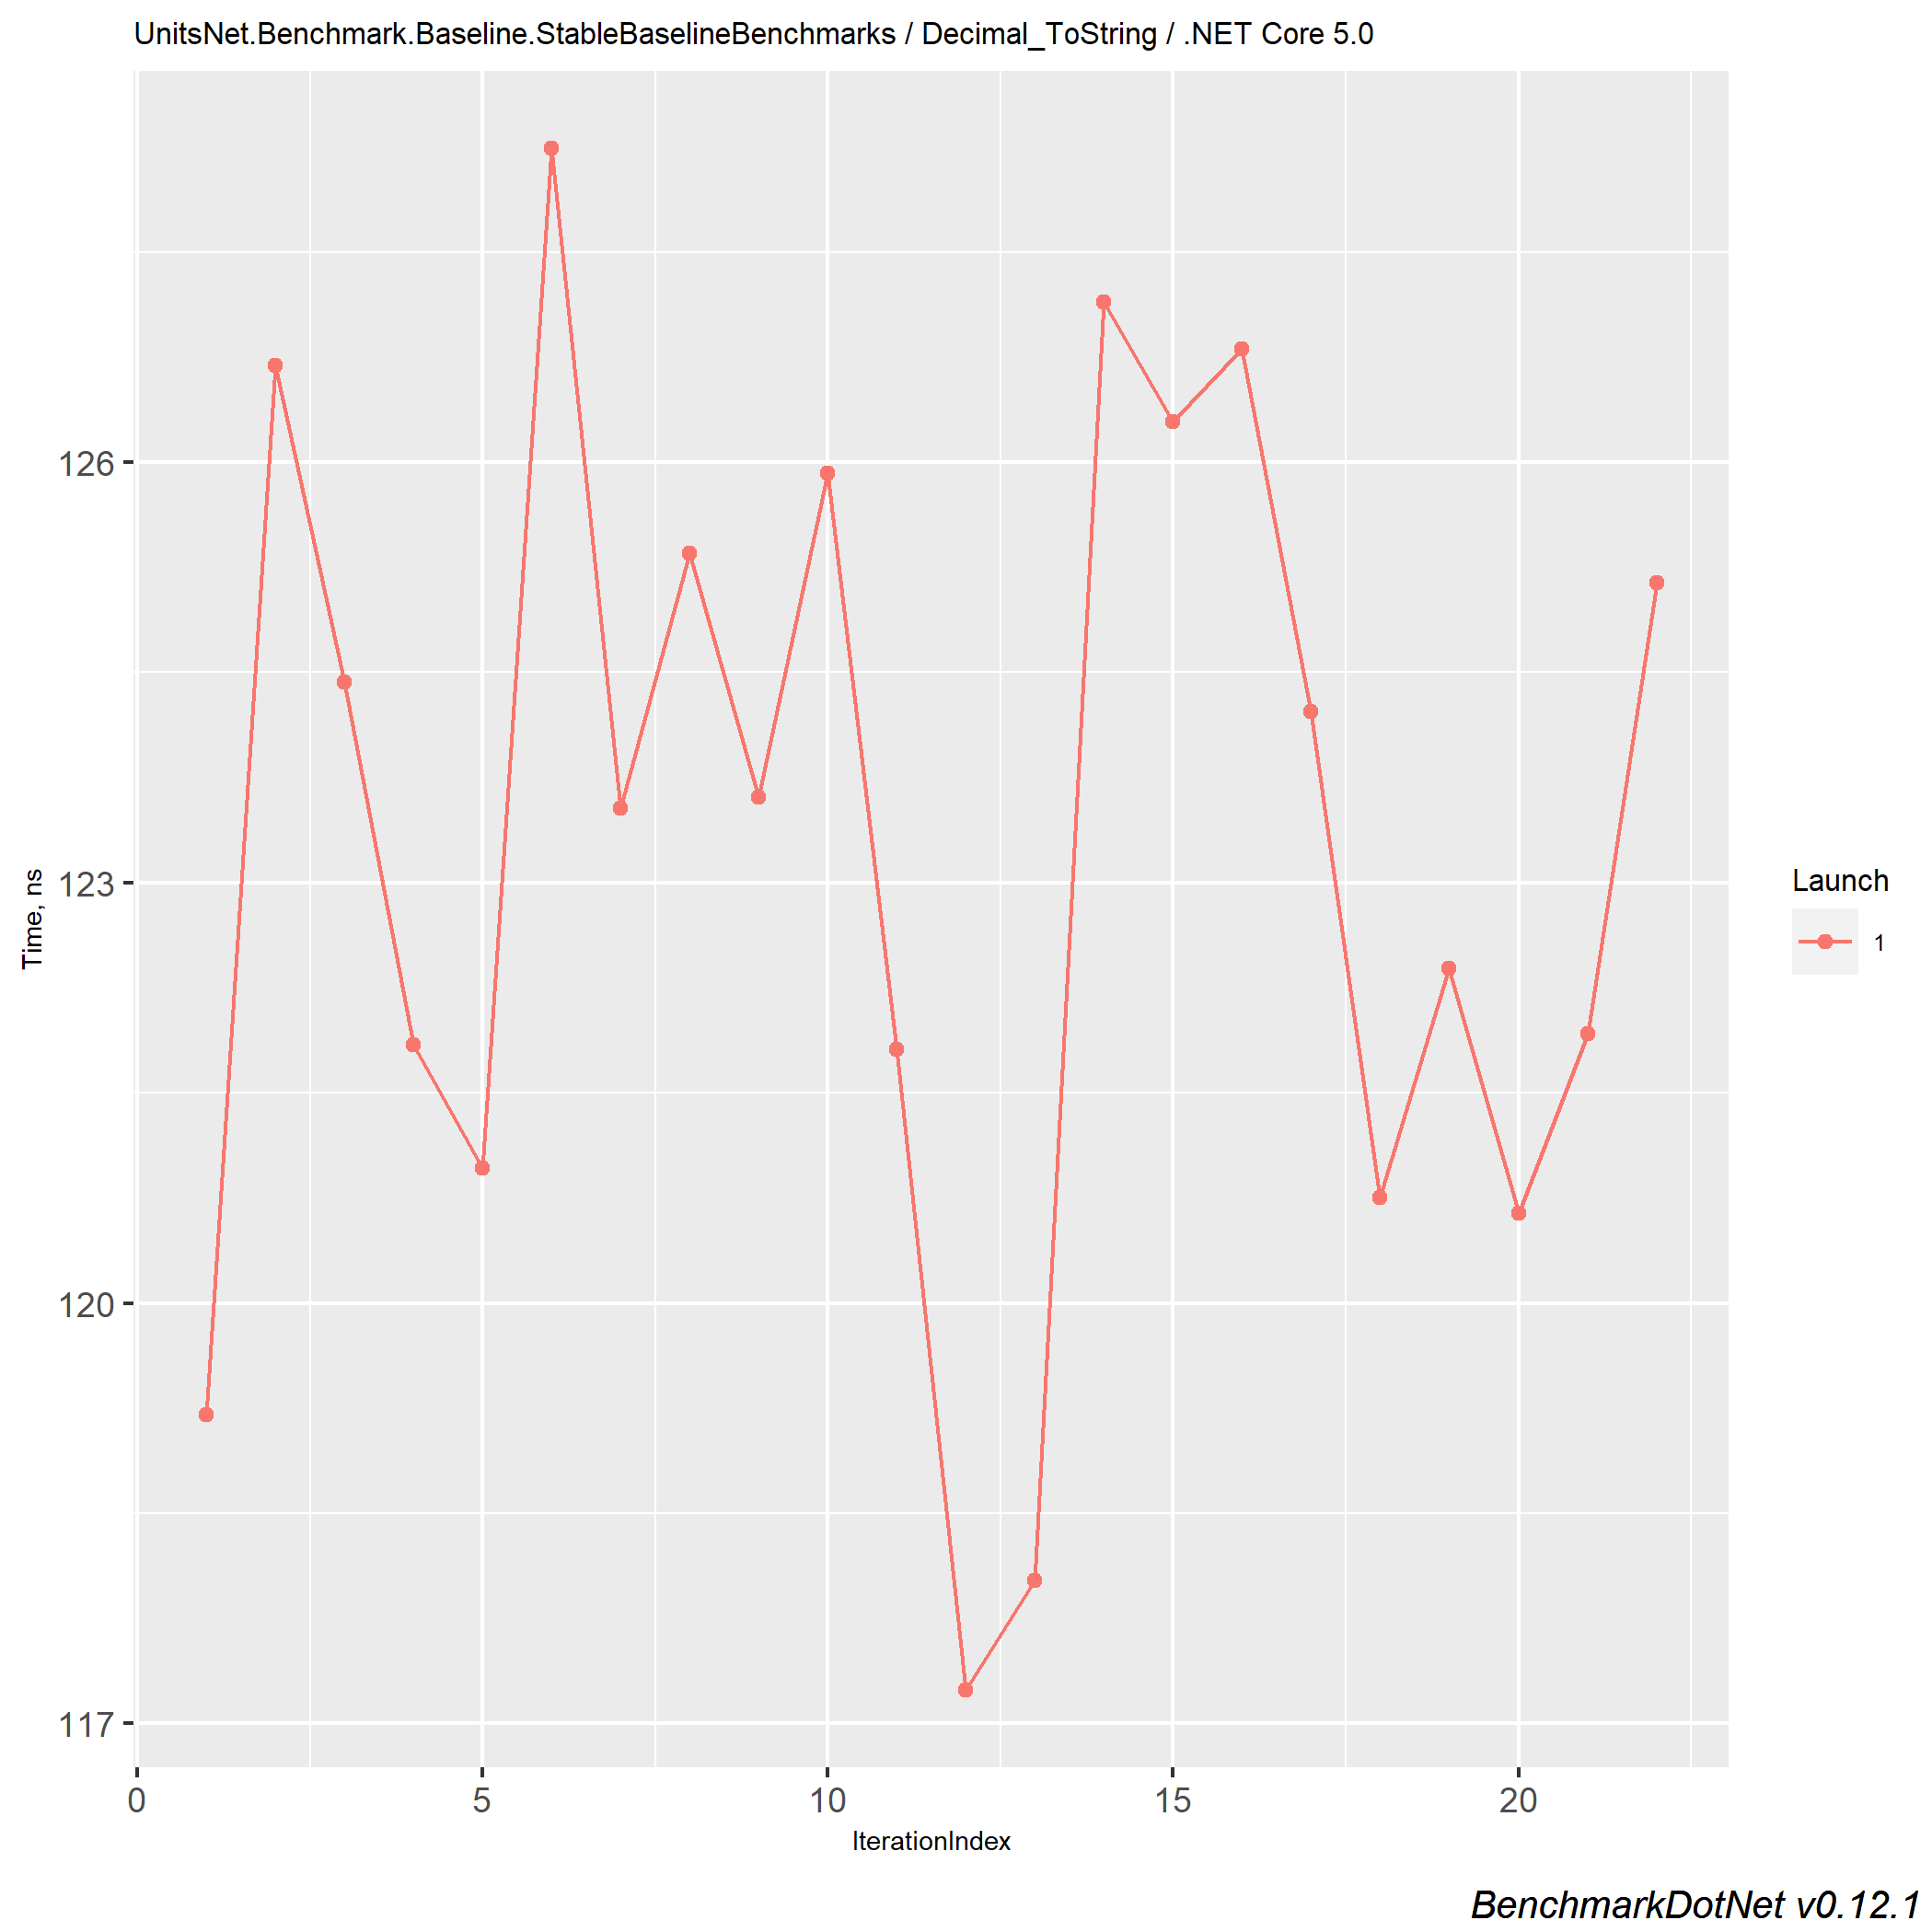 UnitsNet.Benchmark.Baseline.StableBaselineBenchmarks / Decimal_ToString / .NET Core 5.0
126
123
120
117
Time, ns
0 5 10 15 20
IterationIndex
Launch
1
BenchmarkDotNet v0.12.1